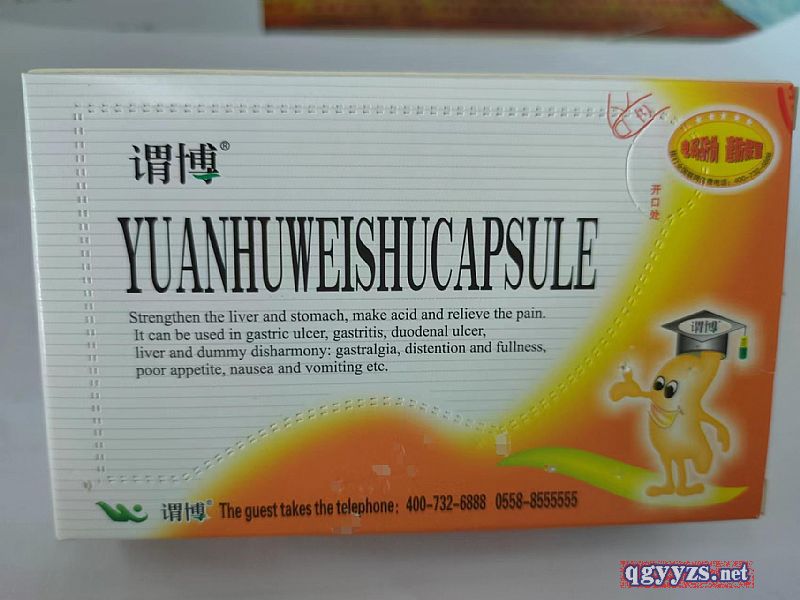 谓博®
YUANHUWEISHUCAPSULE
Strengthen the liver and stomach, make acid and relieve the pain.
It can be used in gastric ulcer, gastritis, duodenal ulcer,
liver and dummy disharmony: gastralgia, distention and fullness,
poor appetite, nausea and vomiting etc.
开口处
谓博
谓博® The guest takes the telephone: 400-732-6888 0558-8555555
qgyyzs.net